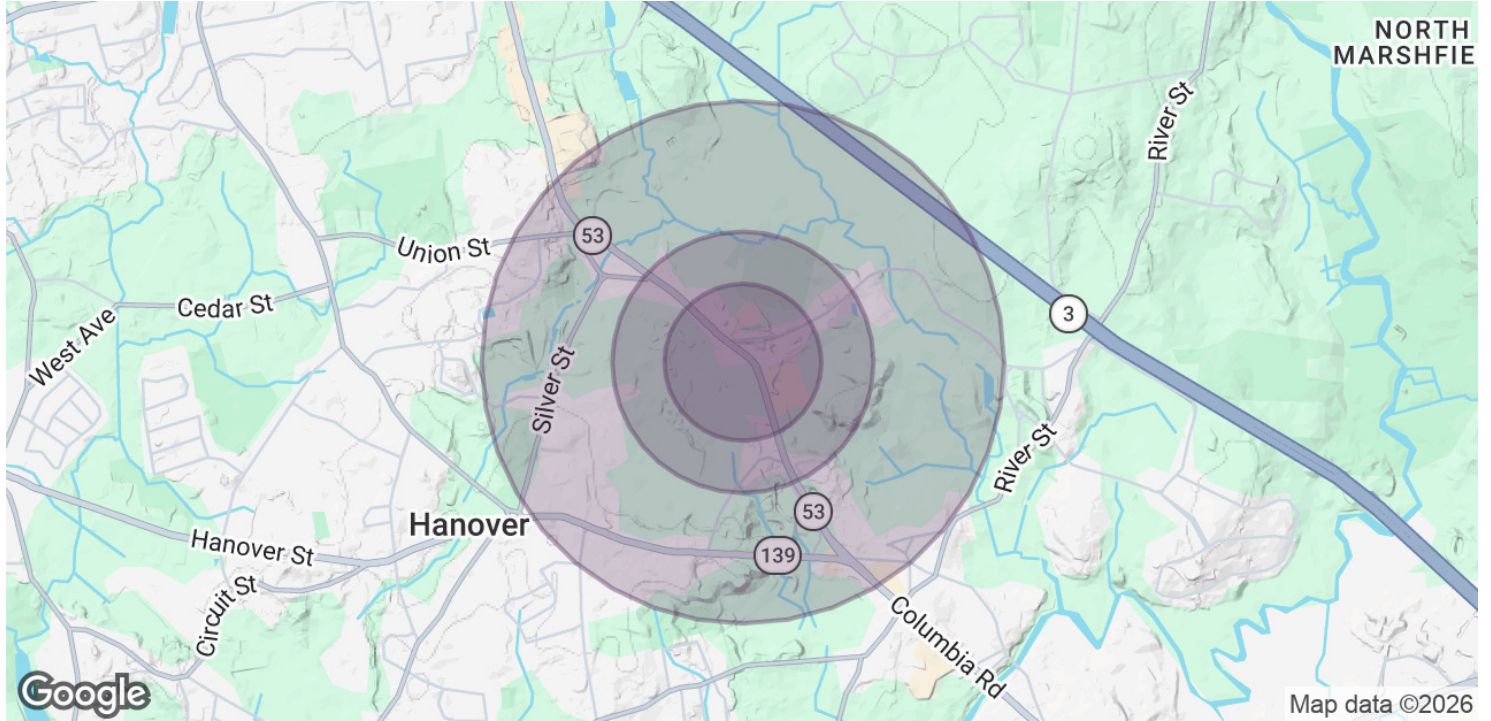 NORTH
MARSHFIE
River St
53
Union St
Cedar St
3
West Ave
Silver St
River St
53
Hanover
139
Hanover St
Circuit St
Columbia Rd
Google
Map data ©2026